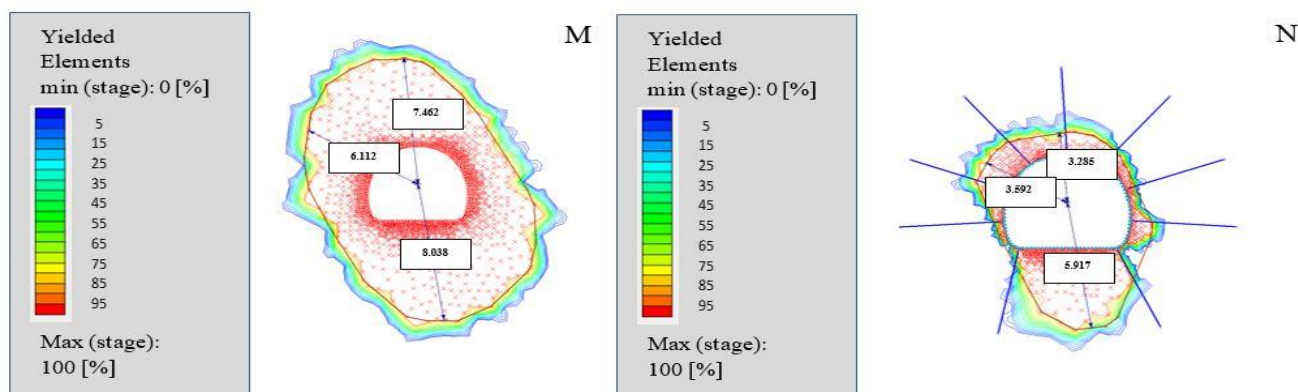 Yielded
Elements
min (stage): 0 [%]
5
15
25
35
45
55
65
75
85
95
Max (stage):
100 [%]
M
7.462
6.112
8.038
Yielded
Elements
min (stage): 0 [%]
5
15
25
35
45
55
65
75
85
95
Max (stage):
100 [%]
N
3.285
3.592
5.917